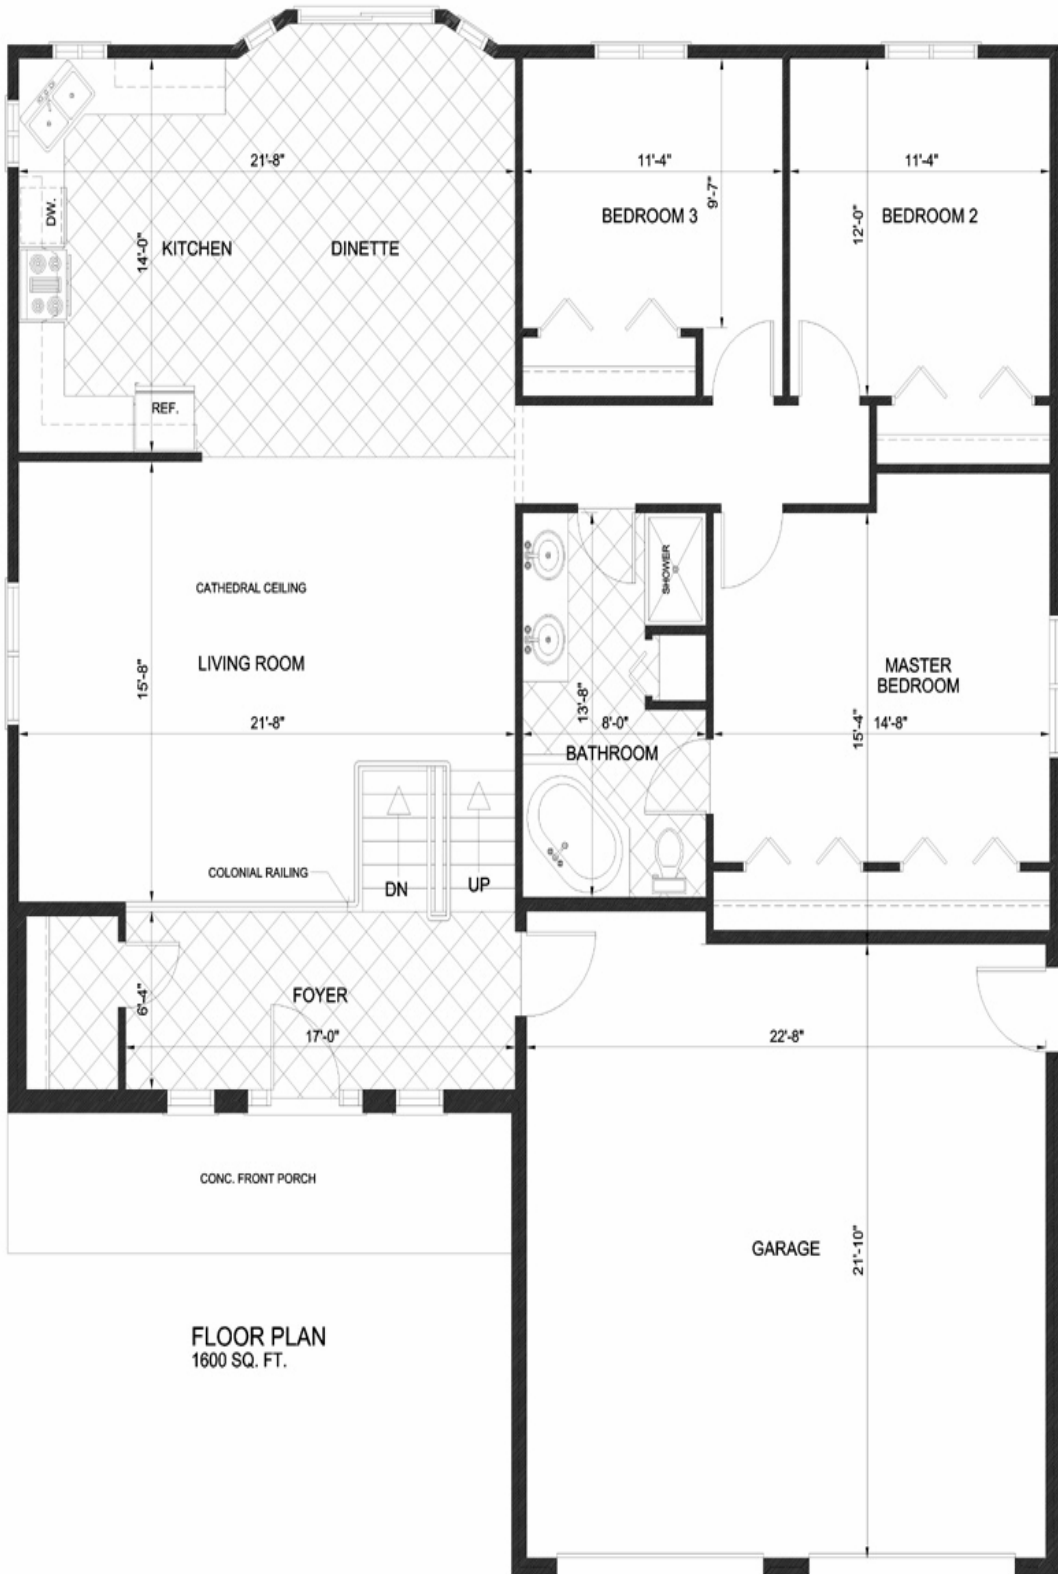 21'-8"
11'-4"
11'-4"
9'-7"
DW.
BEDROOM 3
BEDROOM 2
12'-0"
14'-0"
KITCHEN
DINETTE
REF.
CATHEDRAL CEILING
SHOWER
LIVING ROOM
15'-8"
21'-8"
MASTER
BEDROOM
13'-8"
8'-0"
15'-4"
14'-8"
BATHROOM
COLONIAL RAILING
DN
UP
FOYER
6'-4"
17'-0"
22'-8"
CONC. FRONT PORCH
GARAGE
21'-10"
FLOOR PLAN
1600 SQ. FT.